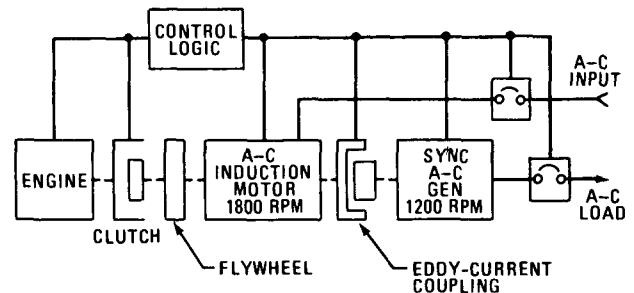 CONTROL
LOGIC
A-C
INPUT
ENGINE
A-C
INDUCTION
MOTOR
1800 RPM
SYNC
A-C
GEN
1200 RPM
A-C
LOAD
CLUTCH
FLYWHEEL
EDDY-CURRENT
COUPLING